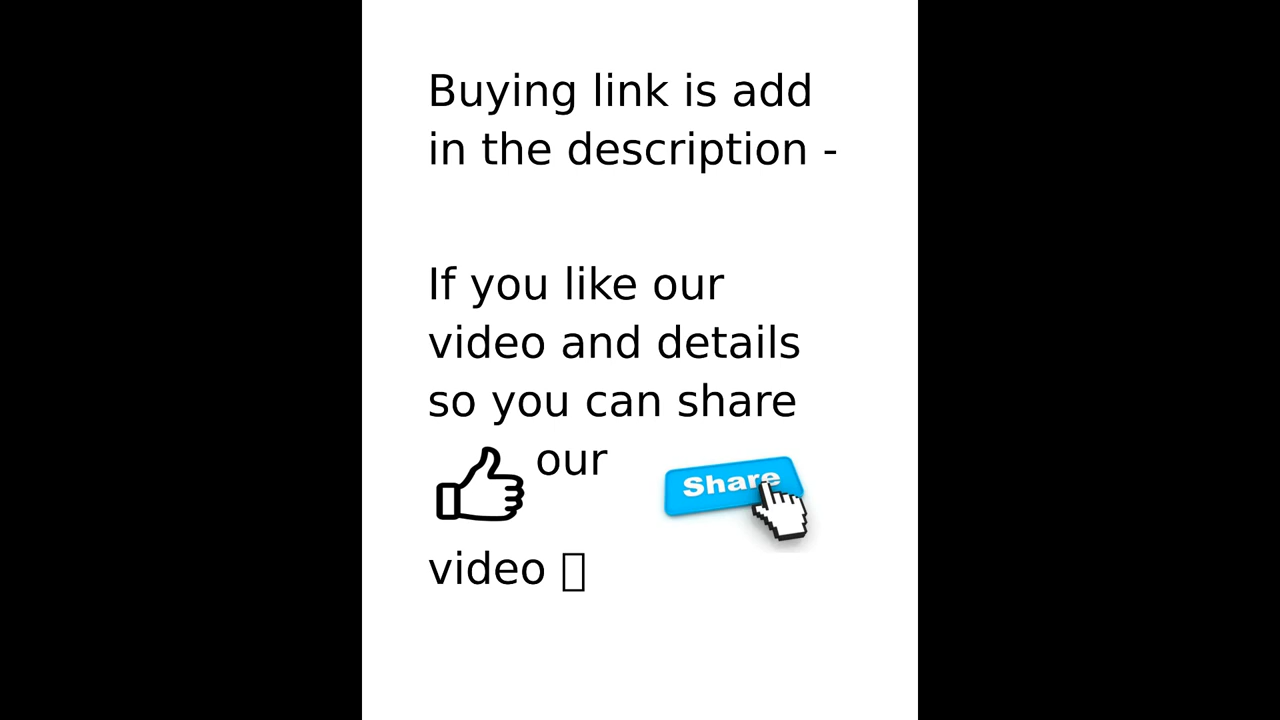 Buying link is add
in the description -
If you like our
video and details
so you can share
our
Share
video